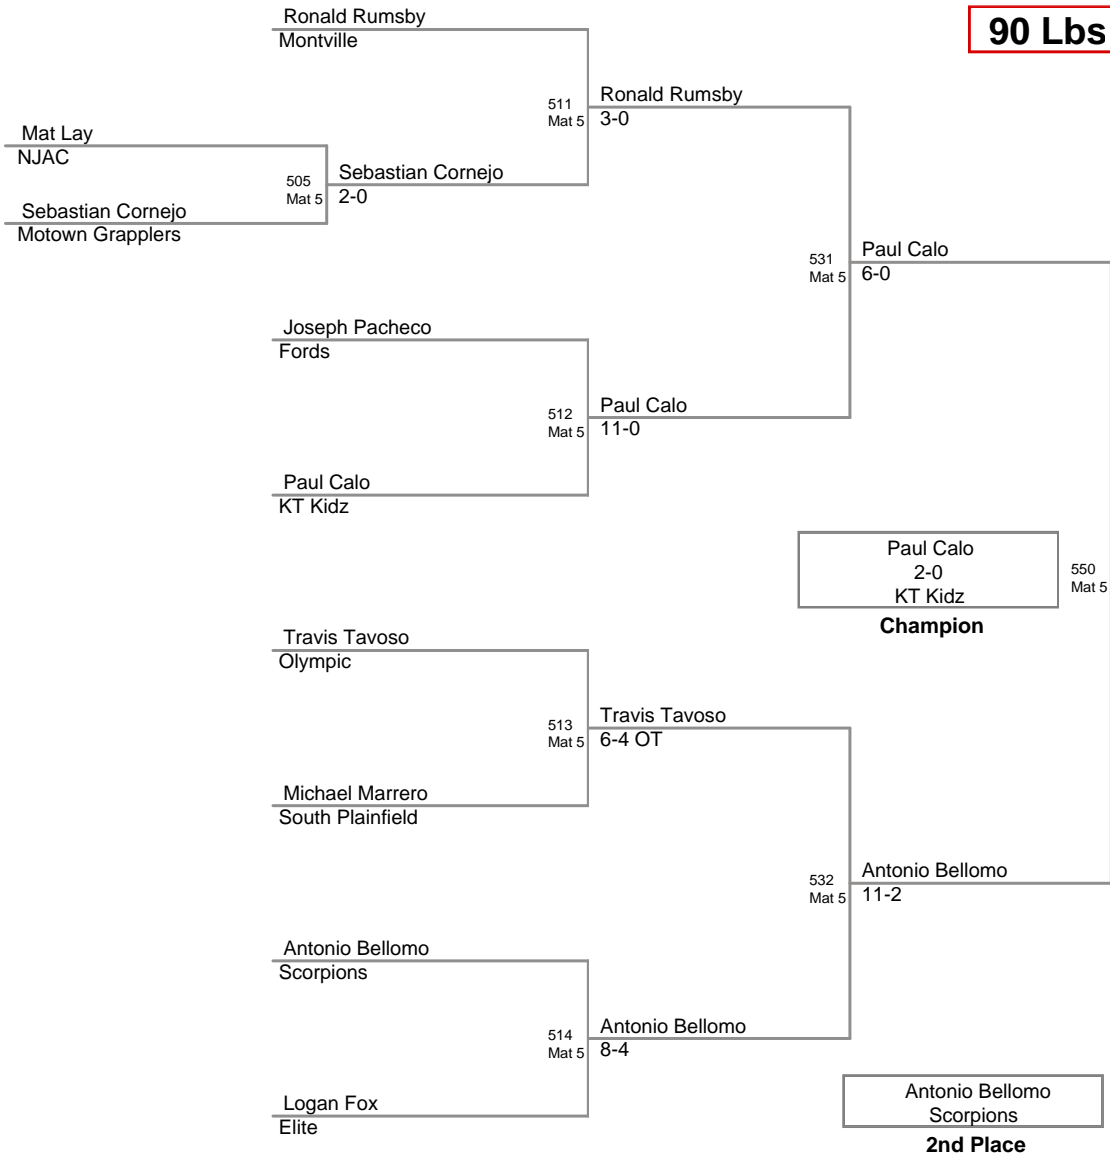 Ronald Rumsby
Montville
90 Lbs
511
Mat 5
Ronald Rumsby
3-0
Mat Lay
NJAC
505
Mat 5
Sebastian Cornejo
2-0
Sebastian Cornejo
Motown Grapplers
531
Mat 5
Paul Calo
6-0
Joseph Pacheco
Fords
512
Mat 5
Paul Calo
11-0
Paul Calo
KT Kidz
Paul Calo
2-0
KT Kidz
Champion
550
Mat 5
Travis Tavoso
Olympic
513
Mat 5
Travis Tavoso
6-4 OT
Michael Marrero
South Plainfield
532
Mat 5
Antonio Bellomo
11-2
Antonio Bellomo
Scorpions
514
Mat 5
Antonio Bellomo
8-4
Logan Fox
Elite
Antonio Bellomo
Scorpions
2nd Place